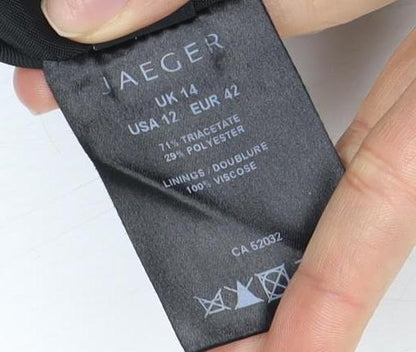 JAEGER
UK 14
USA 12 EUR 42
71% TRIACETATE
29% POLYESTER
LININGS / DOUBLURE
100% VISCOSE
CA 52032